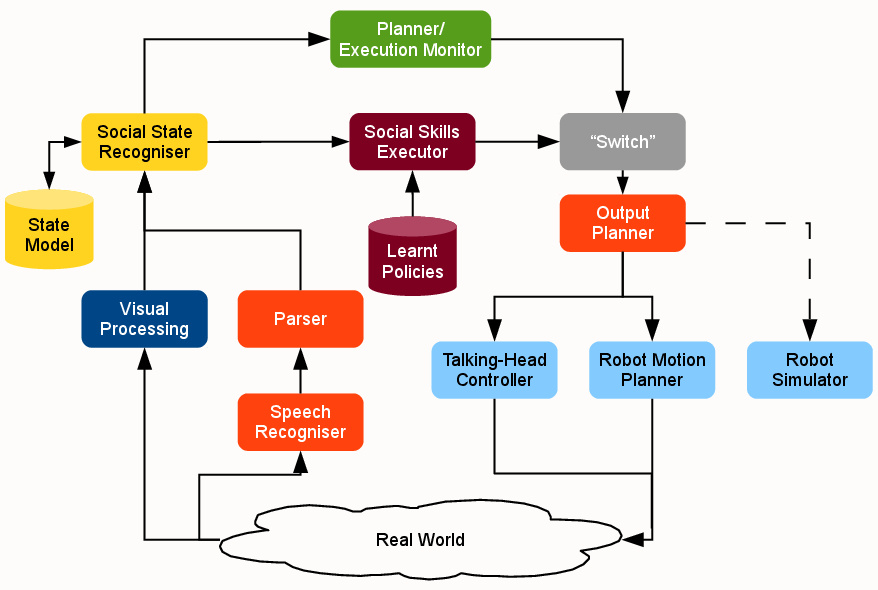 Planner/
Execution Monitor
Social State
Recogniser
Social Skills
Executor
“Switch”
State
Model
Learnt
Policies
Output
Planner
Visual
Processing
Parser
Talking-Head
Controller
Robot Motion
Planner
Robot
Simulator
Speech
Recogniser
Real World